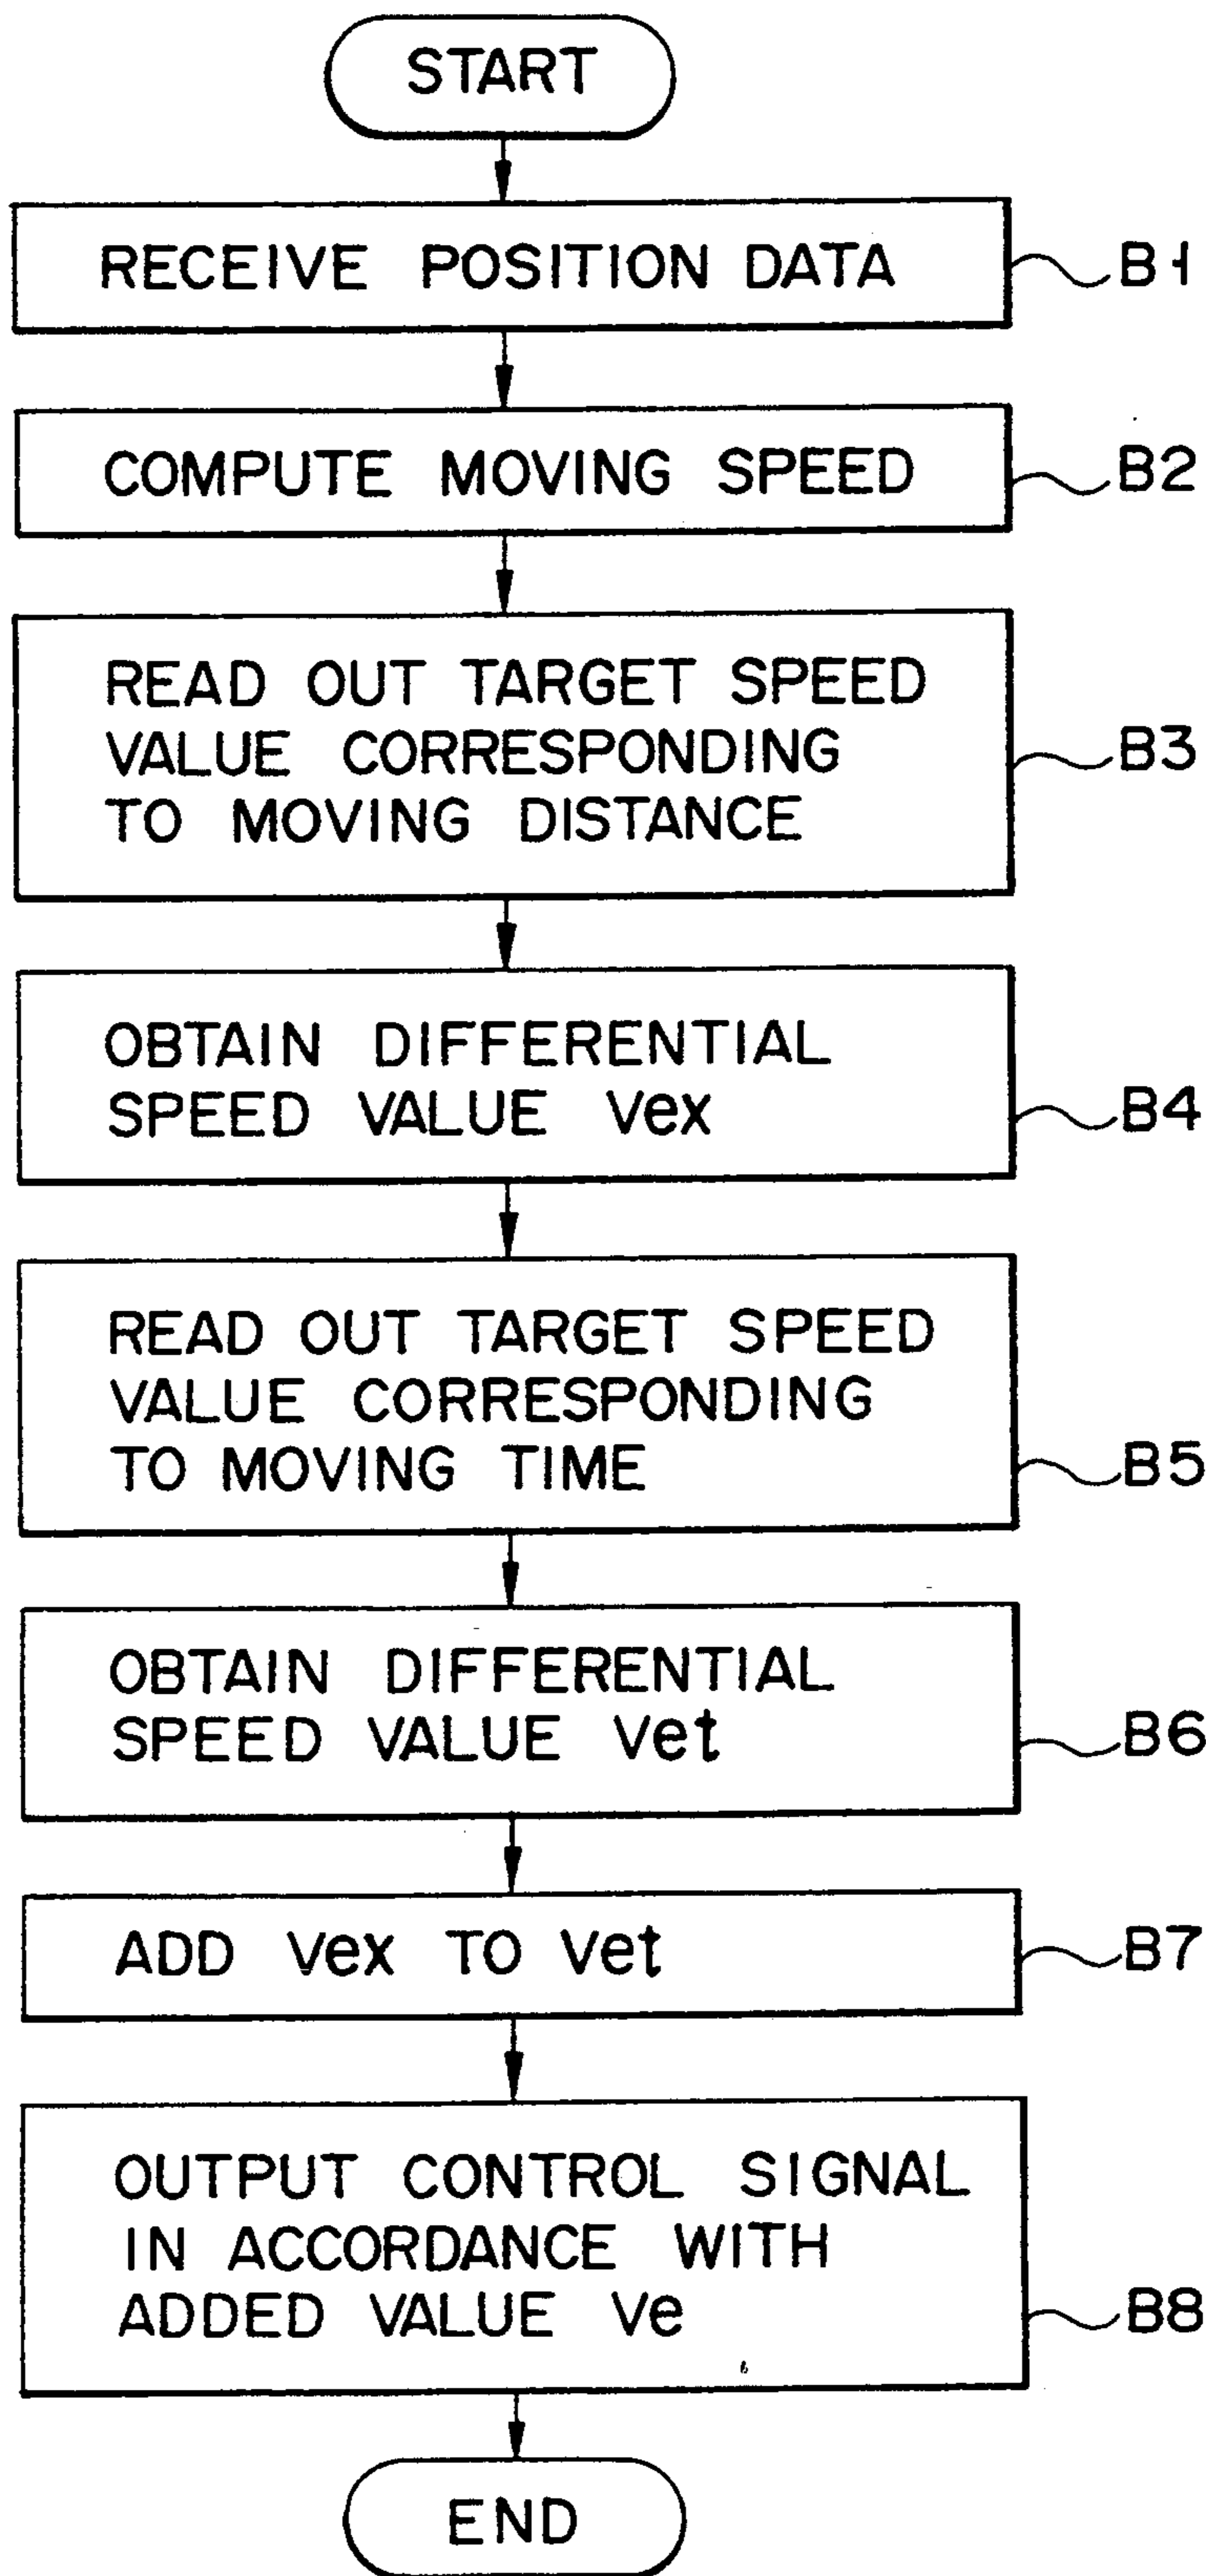 START
RECEIVE POSITION DATA
B1
COMPUTE MOVING SPEED
B2
READ OUT TARGET SPEED
VALUE CORRESPONDING
TO MOVING DISTANCE
B3
OBTAIN DIFFERENTIAL
SPEED VALUE Vex
B4
READ OUT TARGET SPEED
VALUE CORRESPONDING
TO MOVING TIME
B5
OBTAIN DIFFERENTIAL
SPEED VALUE Vet
B6
ADD Vex TO Vet
B7
OUTPUT CONTROL SIGNAL
IN ACCORDANCE WITH
ADDED VALUE Ve
B8
END